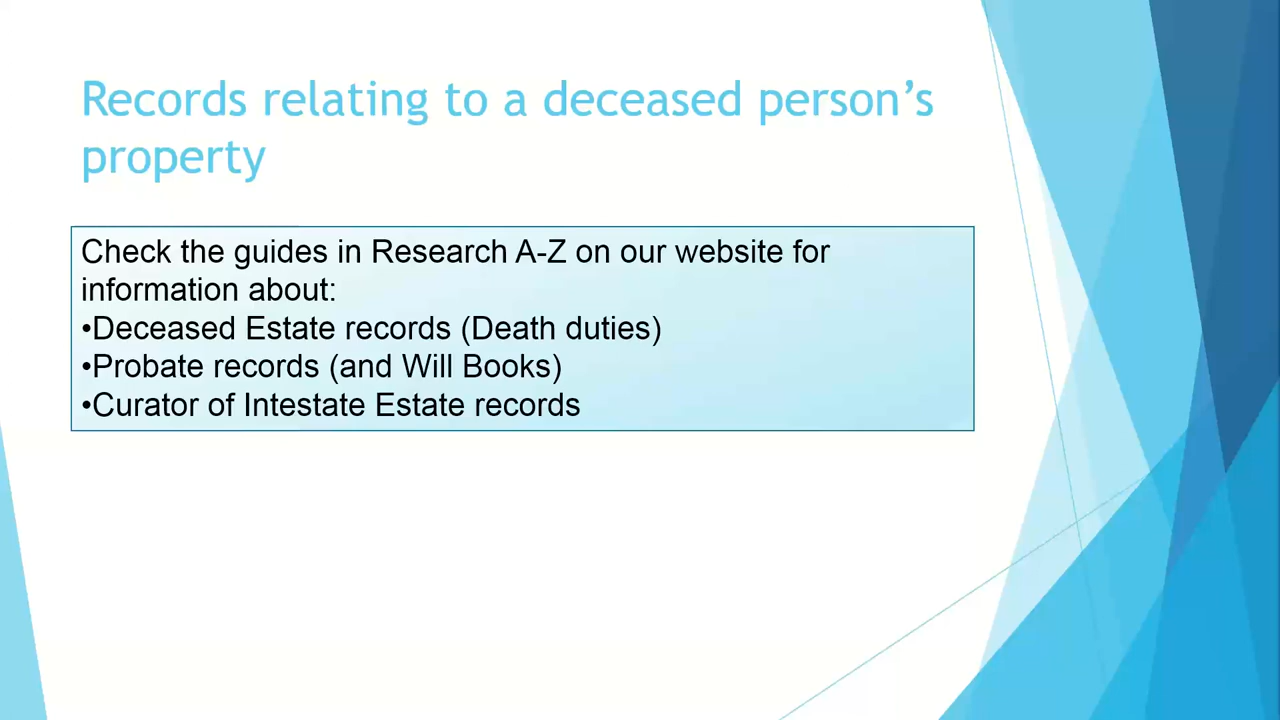 Records relating to a deceased person’s
property
Check the guides in Research A-Z on our website for
information about:
•Deceased Estate records (Death duties)
•Probate records (and Will Books)
•Curator of Intestate Estate records